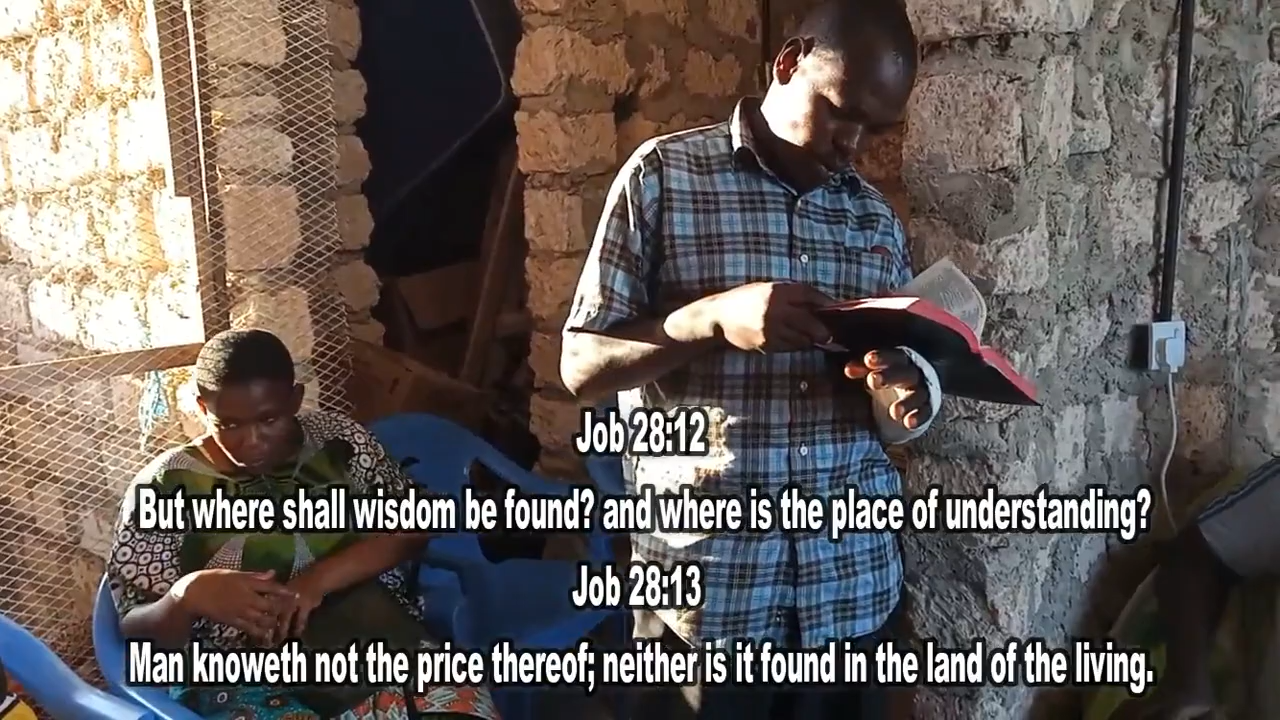 Job 28:12
But where shall wisdom be found? and where is the place of understanding?
Job 28:13
Man knoweth not the price thereof; neither is it found in the land of the living.